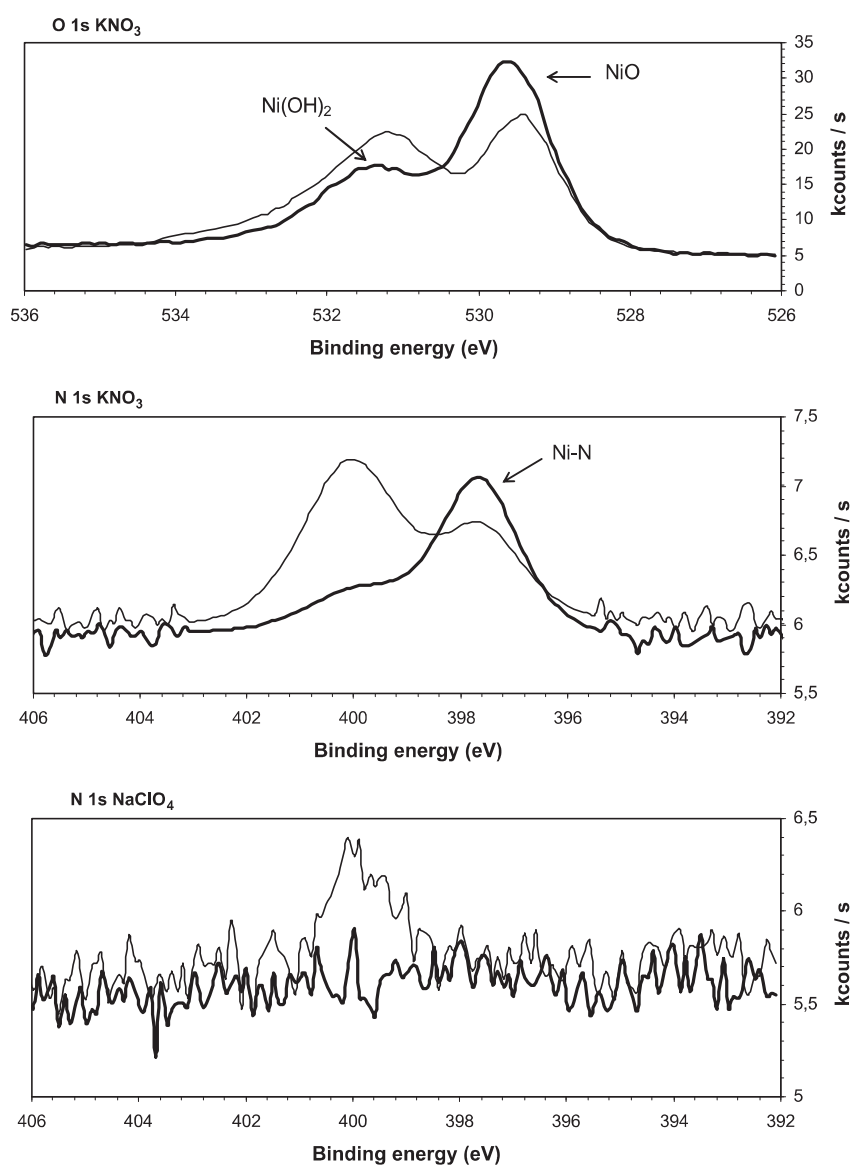 O 1s KNO₃
35
30
25
20
15
10
5
0
kcounts / s
NiO
Ni(OH)₂
536 534 532 530 528 526
Binding energy (eV)
N 1s KNO₃
7,5
7
6,5
6
5,5
kcounts / s
Ni-N
406 404 402 400 398 396 394 392
Binding energy (eV)
N 1s NaClO₄
6,5
6
5,5
5
kcounts / s
406 404 402 400 398 396 394 392
Binding energy (eV)